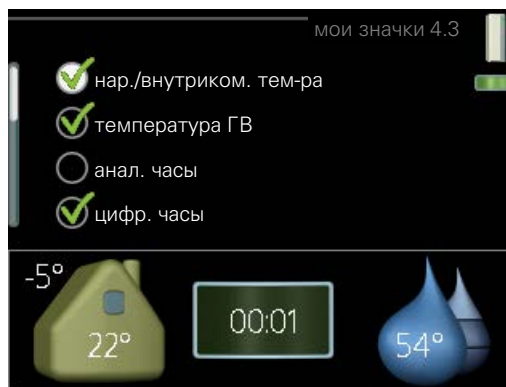 мои значки 4.3
нар./внутриком. тем-ра
температура ГВ
анал. часы
цифр. часы
-5°
22°
00:01
54°